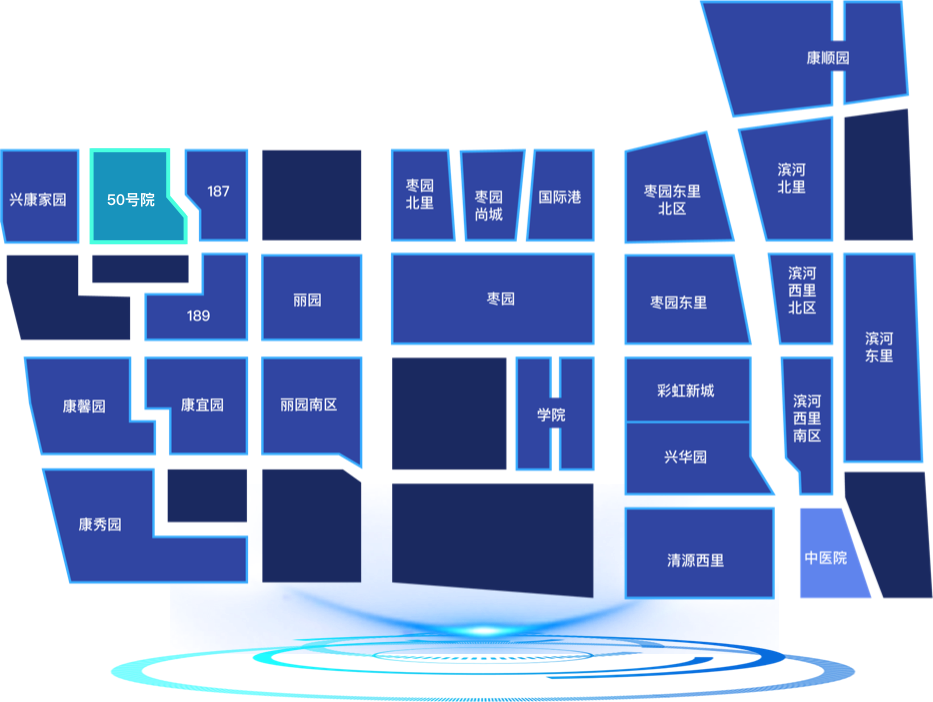 康顺园
兴康家园
50号院
187
枣园
北里
枣园
尚城
国际港
枣园东里
北区
滨河
北里
189
丽园
枣园
枣园东里
滨河
西里
北区
滨河
东里
康馨园
康宜园
丽园南区
学院
彩虹新城
兴华园
滨河
西里
南区
康秀园
清源西里
中医院